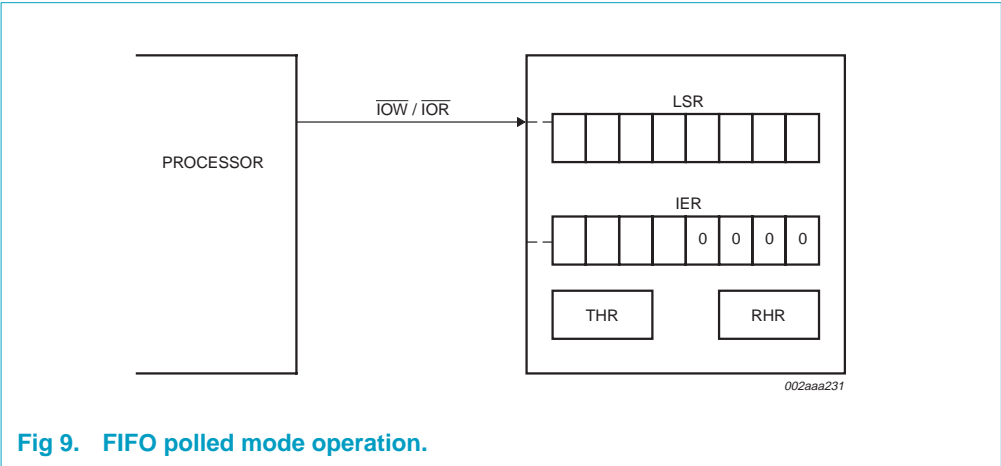 IOW / IOR
LSR
PROCESSOR
IER
0 0 0 0
THR RHR
002aaa231
Fig 9. FIFO polled mode operation.